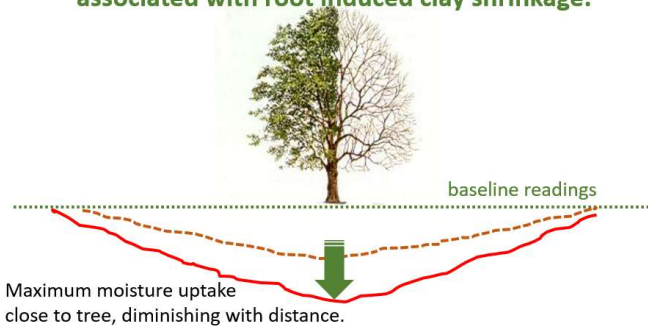 associated with root induced clay shrinkage.
baseline readings
Maximum moisture uptake
close to tree, diminishing with distance.